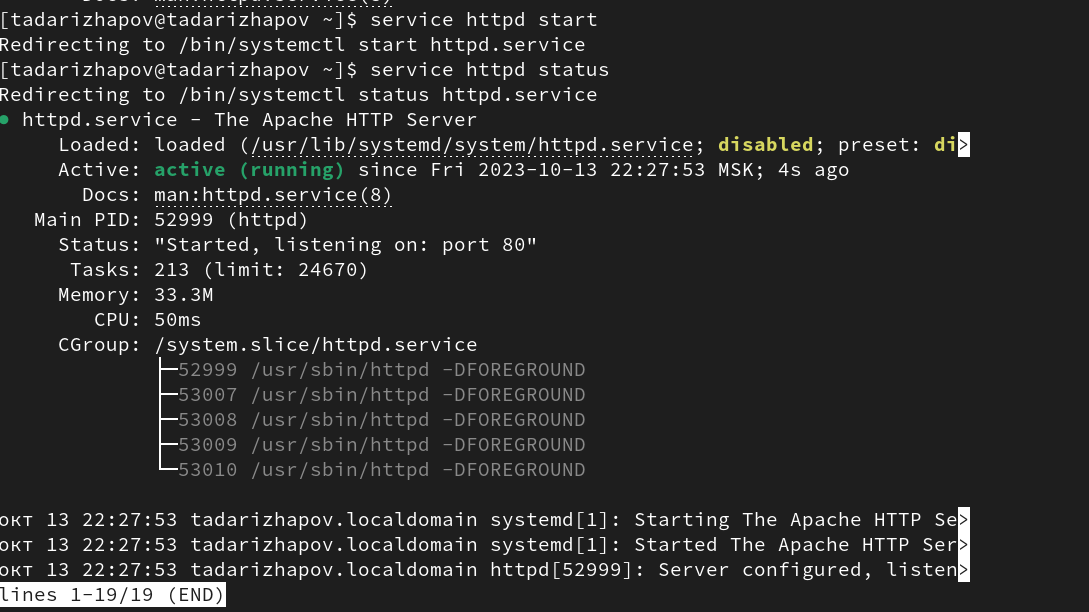 Docs: man:httpd.service(8)
[tadarizhapov@tadarizhapov ~]$ service httpd start
Redirecting to /bin/systemctl start httpd.service
[tadarizhapov@tadarizhapov ~]$ service httpd status
Redirecting to /bin/systemctl status httpd.service
● httpd.service - The Apache HTTP Server
Loaded: loaded (/usr/lib/systemd/system/httpd.service; disabled; preset: di>
Active: active (running) since Fri 2023-10-13 22:27:53 MSK; 4s ago
Docs: man:httpd.service(8)
Main PID: 52999 (httpd)
Status: "Started, listening on: port 80"
Tasks: 213 (limit: 24670)
Memory: 33.3M
CPU: 50ms
CGroup: /system.slice/httpd.service
├─52999 /usr/sbin/httpd -DFOREGROUND
├─53007 /usr/sbin/httpd -DFOREGROUND
├─53008 /usr/sbin/httpd -DFOREGROUND
├─53009 /usr/sbin/httpd -DFOREGROUND
└─53010 /usr/sbin/httpd -DFOREGROUND
окт 13 22:27:53 tadarizhapov.localdomain systemd[1]: Starting The Apache HTTP Se>
окт 13 22:27:53 tadarizhapov.localdomain systemd[1]: Started The Apache HTTP Ser>
окт 13 22:27:53 tadarizhapov.localdomain httpd[52999]: Server configured, listen>
lines 1-19/19 (END)